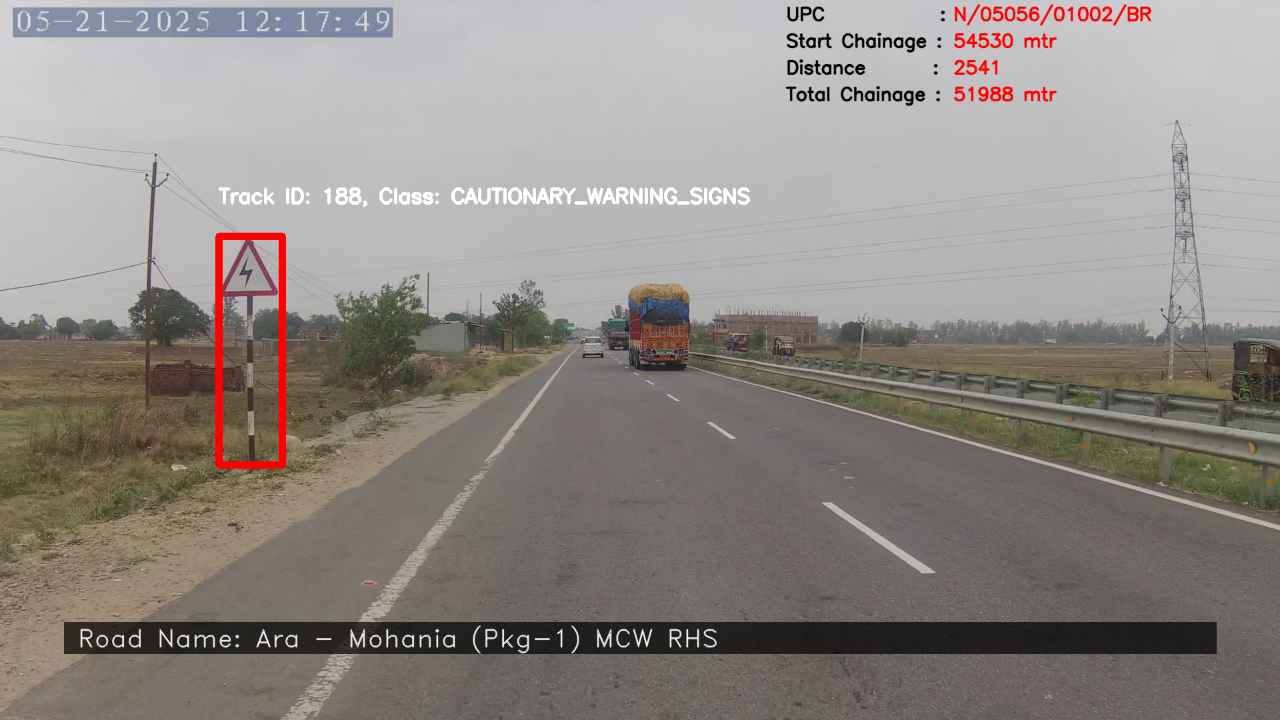 05-21-2025 12:17:49
UPC : N/05056/01002/BR
Start Chainage : 54530 mtr
Distance : 2541
Total Chainage : 51988 mtr
Track ID: 188, Class: CAUTIONARY_WARNING_SIGNS
Road Name: Ara - Mohania (Pkg-1) MCW RHS